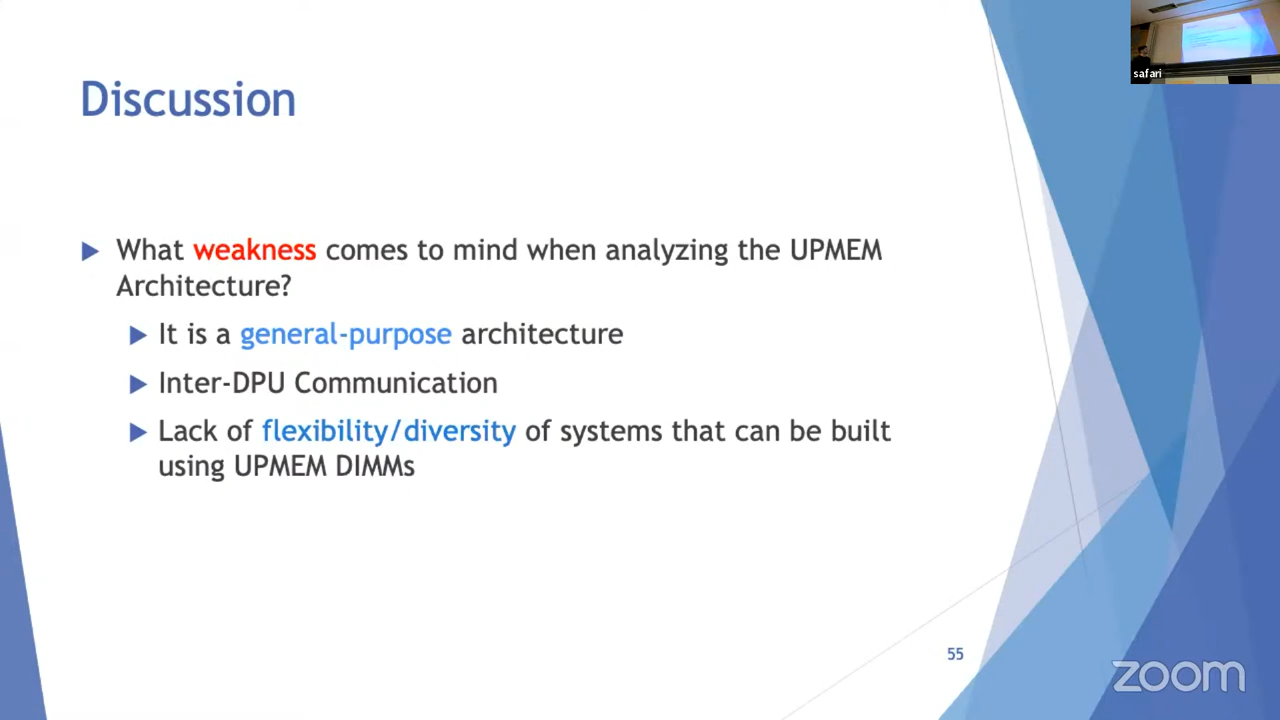 safari
Discussion
What weakness comes to mind when analyzing the UPMEM
Architecture?
It is a general-purpose architecture
Inter-DPU Communication
Lack of flexibility/diversity of systems that can be built
using UPMEM DIMMs
55
zoom